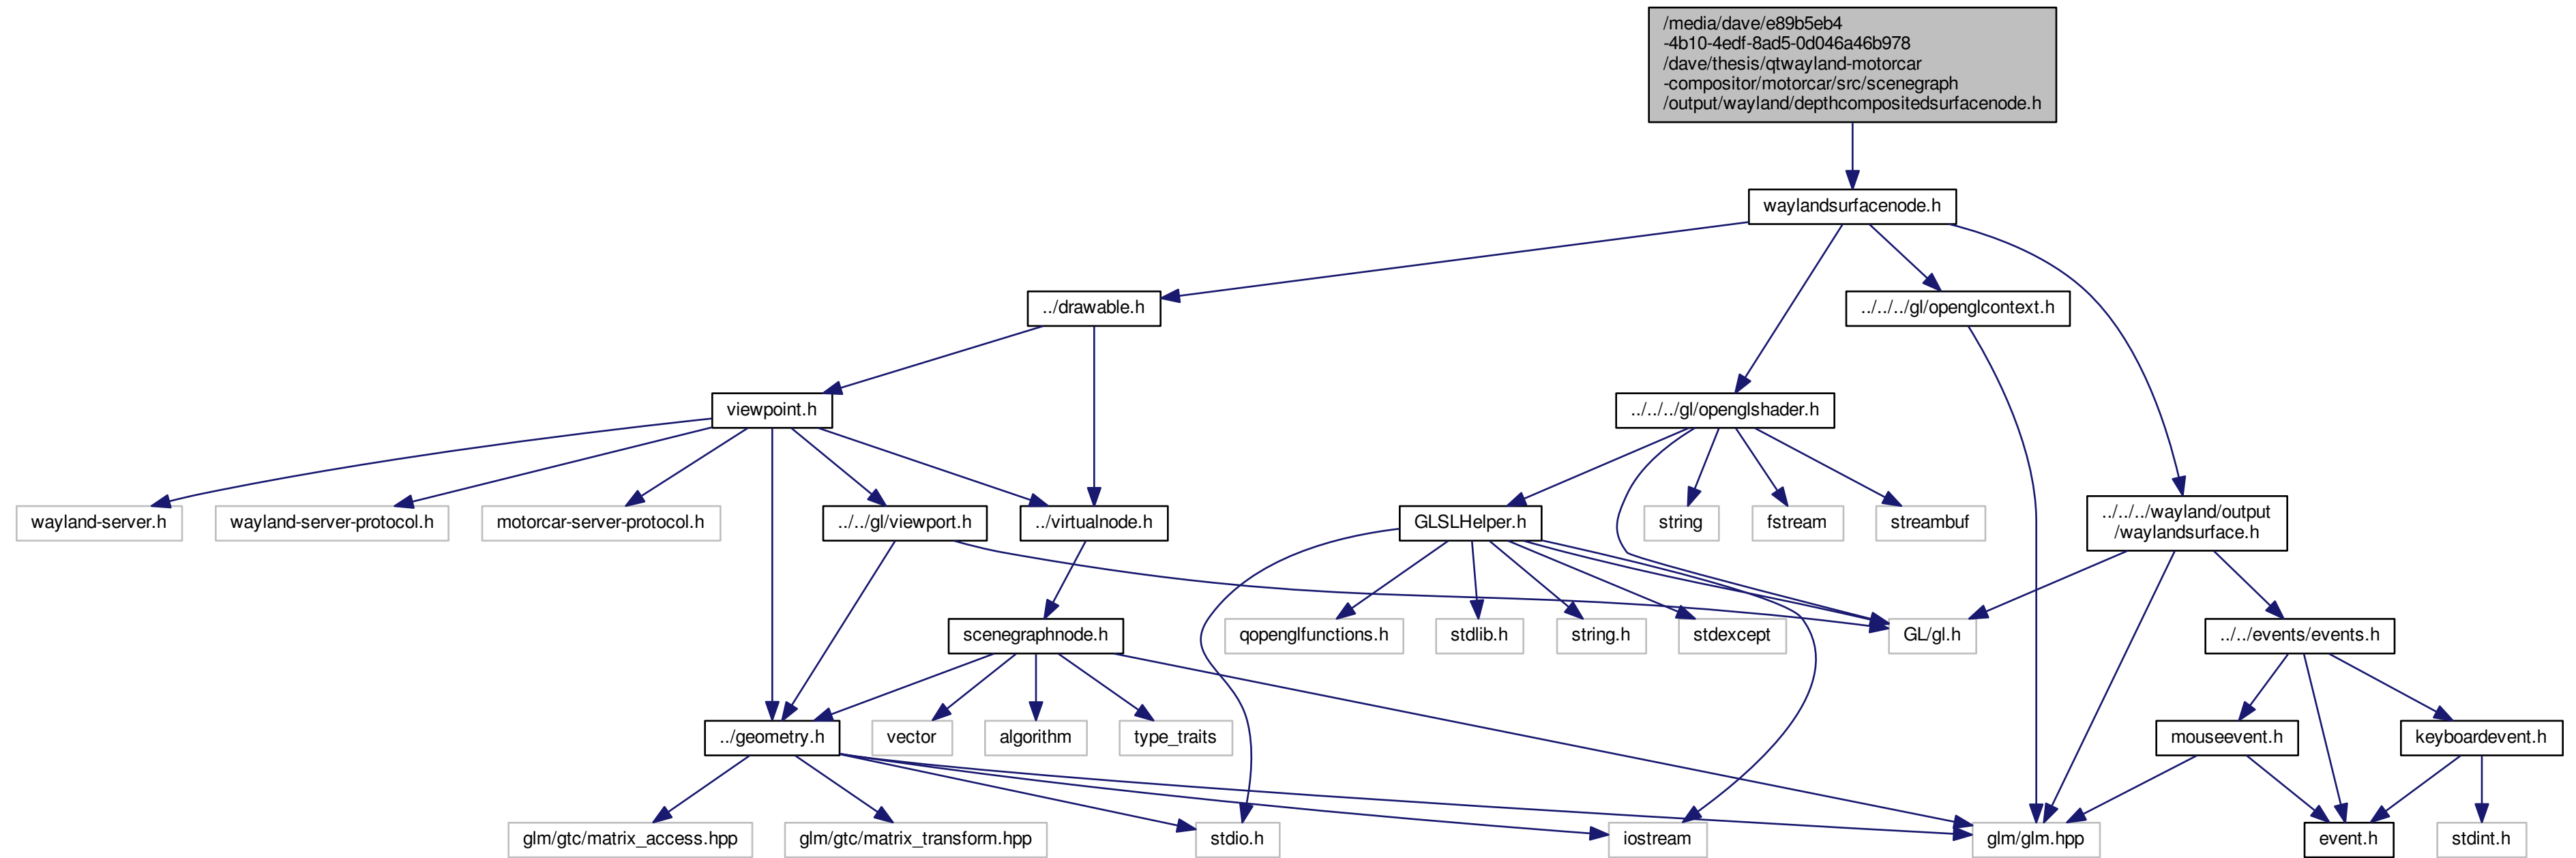 /media/dave/e89b5eb4
-4b10-4edf-8ad5-0d046a46b978
/dave/thesis/qtwayland-motorcar
-compositor/motorcar/src/scenegraph
/output/wayland/depthcompositedsurfacenode.h
waylandsurfacenode.h
../drawable.h
../../../gl/openglcontext.h
viewpoint.h
../../../gl/openglshader.h
wayland-server.h
wayland-server-protocol.h
motorcar-server-protocol.h
../../gl/viewport.h
../virtualnode.h
GLSLHelper.h
string
fstream
streambuf
../../../wayland/output
/waylandsurface.h
scenegraphnode.h
qopenglfunctions.h
stdlib.h
string.h
stdexcept
GL/gl.h
../../events/events.h
../geometry.h
vector
algorithm
type_traits
mouseevent.h
keyboardevent.h
glm/gtc/matrix_access.hpp
glm/gtc/matrix_transform.hpp
stdio.h
iostream
glm/glm.hpp
event.h
stdint.h